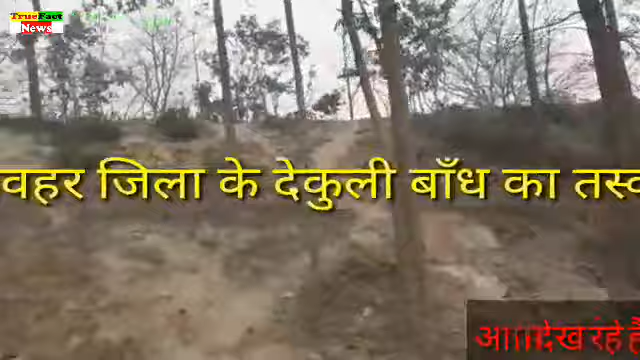 TrueFact
News
वहर जिला के देकुली बाँध का तस्
देख रहे है